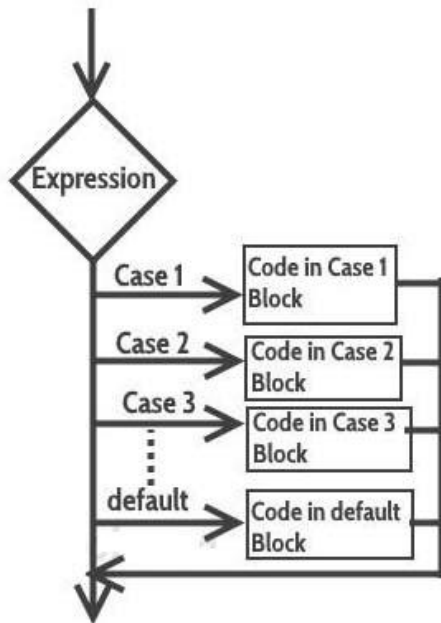 Expression
Case 1
Code in Case 1
Block
Case 2
Code in Case 2
Block
Case 3
Code in Case 3
Block
default
Code in default
Block